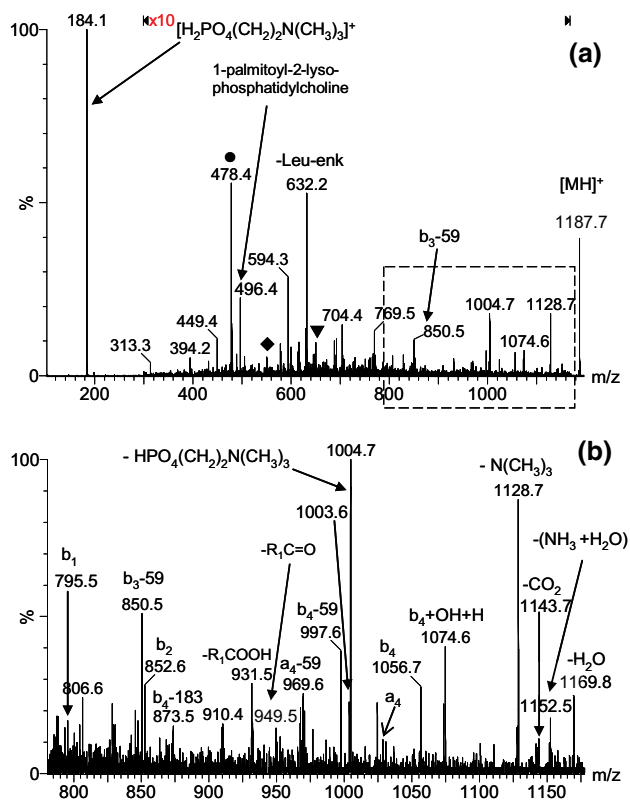 184.1
x10
[H₂PO₄(CH₂)₂N(CH₃)₃]⁺
(a)
100
1-palmitoyl-2-lyso-
phosphatidylcholine
-Leu-enk
632.2
478.4
[MH]⁺
1187.7
%
b₃-59
594.3
496.4
449.4
704.4
769.5
850.5
1004.7
1128.7
1074.6
313.3
394.2
0
200
400
600
800
1000
m/z
(b)
100
- HPO₄(CH₂)₂N(CH₃)₃
1004.7
- N(CH₃)₃
1128.7
1003.6
-R₁C=O
-(NH₃ +H₂O)
b₁
795.5
b₃-59
850.5
b₄-59
997.6
-CO₂
1143.7
b₄+OH+H
1074.6
%
b₂
852.6
-R₁COOH
931.5
a₄-59
969.6
b₄
1056.7
-H₂O
1169.8
806.6
b₄-183
873.5
910.4
949.5
a₄
1152.5
0
800
850
900
950
1000
1050
1100
1150
m/z